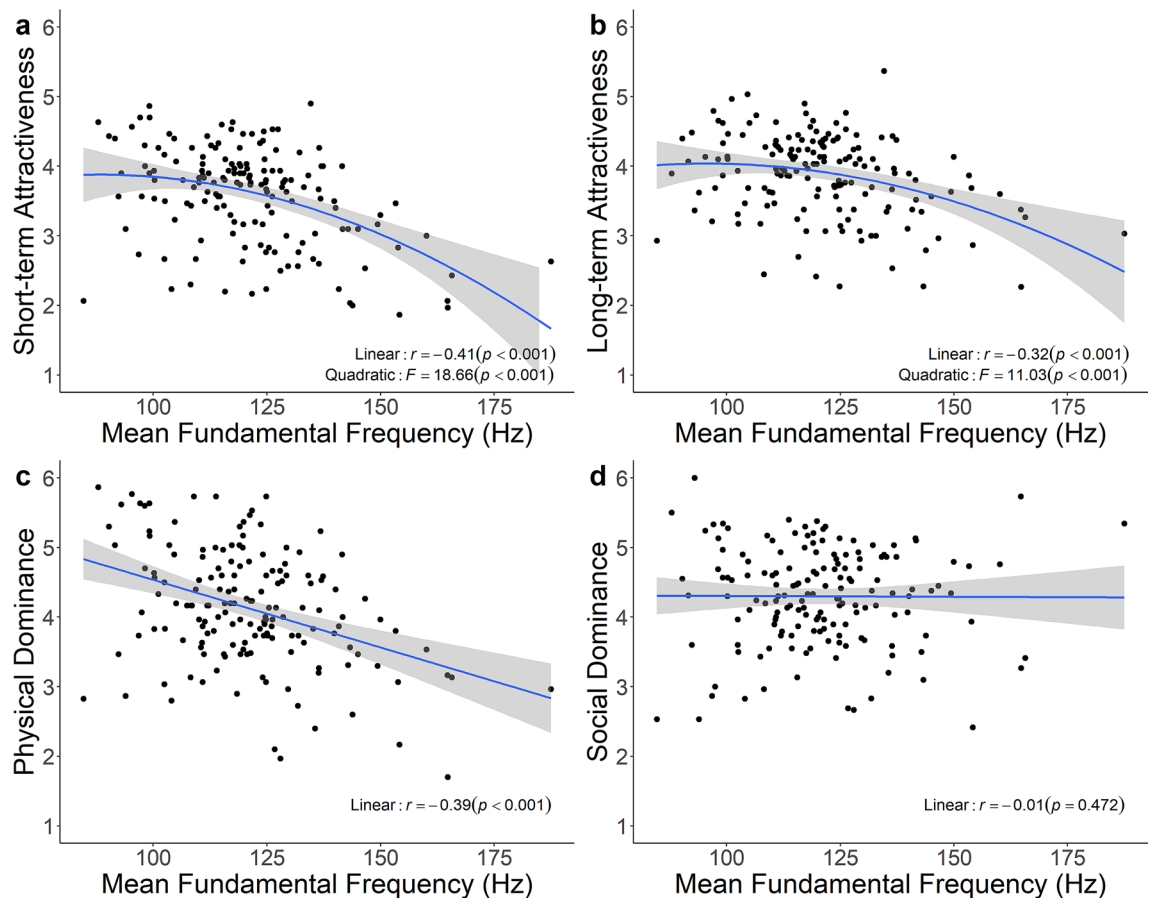 a
6
5
4
3
2
1
Short-term Attractiveness
Linear : r = −0.41(p < 0.001)
Quadratic : F = 18.66(p < 0.001)
100 125 150 175
Mean Fundamental Frequency (Hz)
b
6
5
4
3
2
1
Long-term Attractiveness
Linear : r = −0.32(p < 0.001)
Quadratic : F = 11.03(p < 0.001)
100 125 150 175
Mean Fundamental Frequency (Hz)
c
6
5
4
3
2
1
Physical Dominance
Linear : r = −0.39(p < 0.001)
100 125 150 175
Mean Fundamental Frequency (Hz)
d
6
5
4
3
2
1
Social Dominance
Linear : r = −0.01(p = 0.472)
100 125 150 175
Mean Fundamental Frequency (Hz)